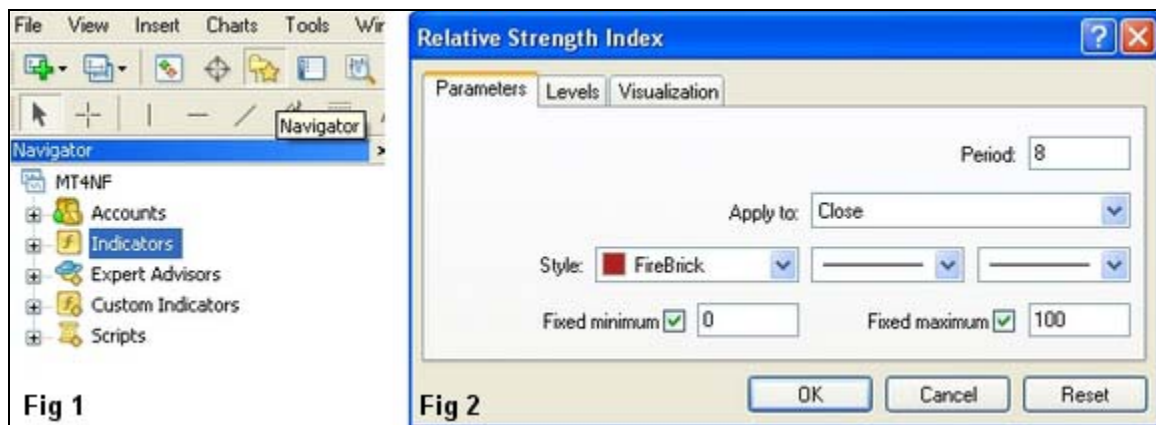 File View Insert Charts Tools Wir
Navigator
Navigator
MT4NF
Accounts
Indicators
Expert Advisors
Custom Indicators
Scripts
Fig 1
Relative Strength Index
Parameters Levels Visualization
Period: 8
Apply to: Close
Style: FireBrick
Fixed minimum 0 Fixed maximum 100
OK Cancel Reset
Fig 2